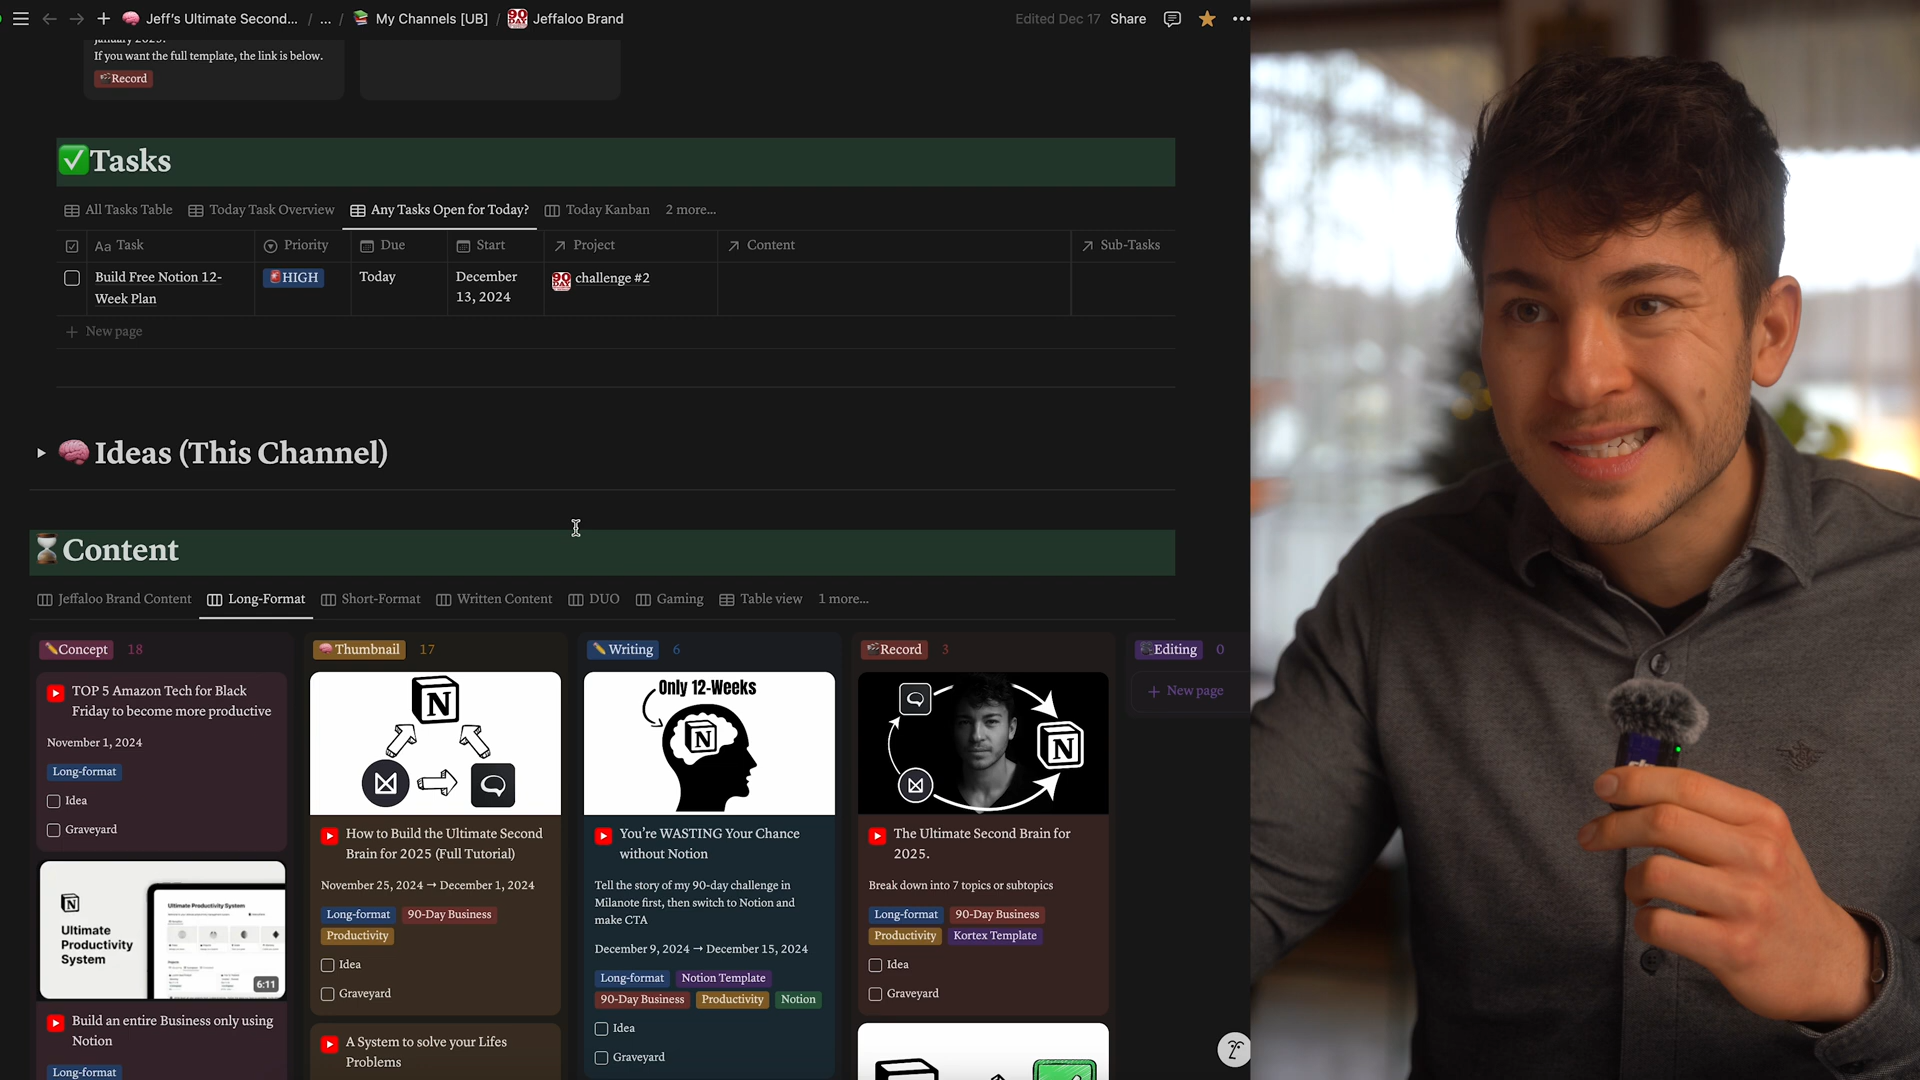 Jeff's Ultimate Second... / ... / My Channels [UB] / Jeffaloo Brand
Edited Dec 17 Share
January 2025.
If you want the full template, the link is below.
Record
Tasks
All Tasks Table Today Task Overview Any Tasks Open for Today? Today Kanban 2 more...
Aa Task Priority Due Start Project Content Sub-Tasks
Build Free Notion 12-
Week Plan
HIGH
Today
December
13, 2024
90
DAY
challenge #2
New page
Ideas (This Channel)
Content
Jeffaloo Brand Content Long-Format Short-Format Written Content DUO Gaming Table view 1 more...
Concept 18
TOP 5 Amazon Tech for Black
Friday to become more productive
November 1, 2024
Long-format
Idea
Graveyard
Ultimate
Productivity
System
Ultimate Productivity System
6:11
Build an entire Business only using
Notion
Long-format
Thumbnail 17
N
How to Build the Ultimate Second
Brain for 2025 (Full Tutorial)
November 25, 2024 → December 1, 2024
Long-format 90-Day Business
Productivity
Idea
Graveyard
A System to solve your Lifes
Problems
Writing 6
Only 12-Weeks
N
You're WASTING Your Chance
without Notion
Tell the story of my 90-day challenge in
Milanote first, then switch to Notion and
make CTA
December 9, 2024 → December 15, 2024
Long-format Notion Template
90-Day Business Productivity Notion
Idea
Graveyard
Record 3
N
The Ultimate Second Brain for
2025.
Break down into 7 topics or subtopics
Long-format 90-Day Business
Productivity Kortex Template
Idea
Graveyard
Editing 0
New page